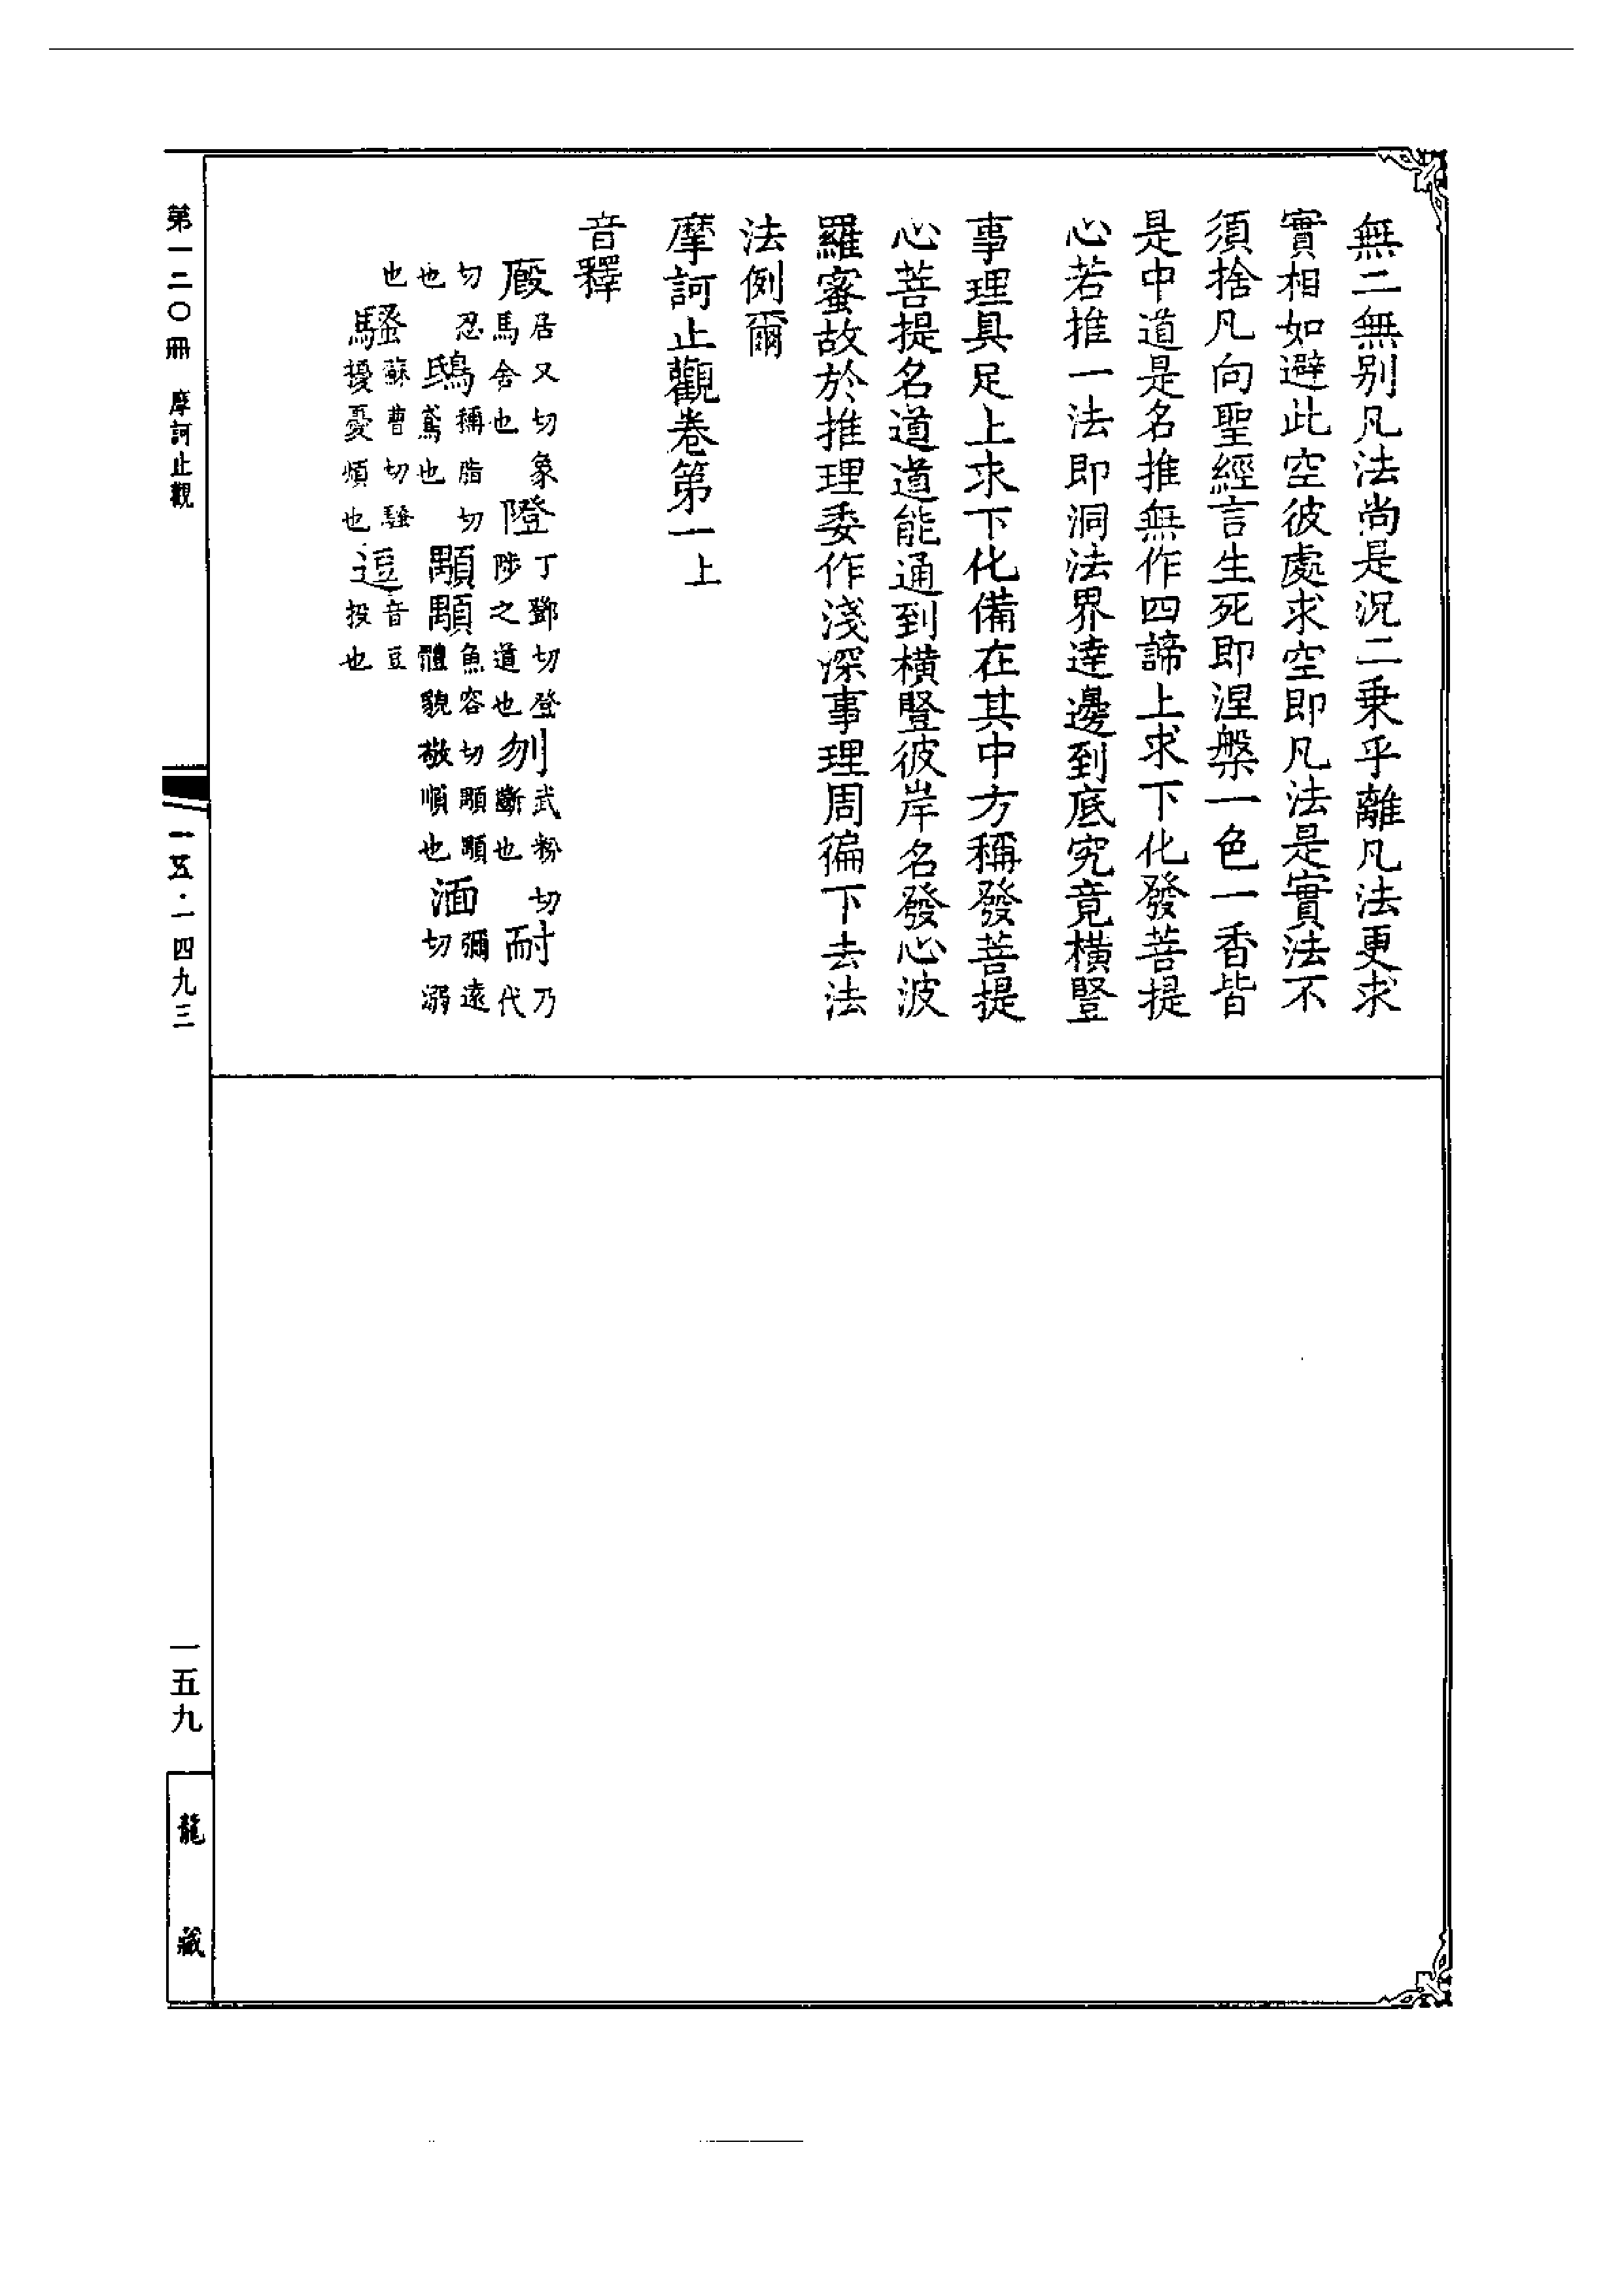 無二無別凡法尚是況二乗乎離凡法更求
實相如避此空彼處求空即凡法是實法不
須捨凡向聖經言生死即涅槃一色一香皆
是中道是名推無作四諦上求下化發菩提
心若推一法即洞法界達邊到底究竟橫豎
事理具足上求下化備在其中方稱發菩提
心菩提名道道能通到橫豎彼岸名發心波
羅蜜故於推理委作淺深事理周徧下去法
法例爾
摩訶止觀卷第一上
音釋
廄居又切象馬舍也 隥丁鄧切登陟之道也 刎武粉切斷也 耐乃代
切忍也 鴟稱脂切鳶也 顒顒魚容切顒顒體貌敬順也 湎彌遠切溺
也 騷蘇曹切騷擾憂煩也 逗音豆投也
第一二〇冊 摩訶止觀
一五·一四九三
一五九
龍藏